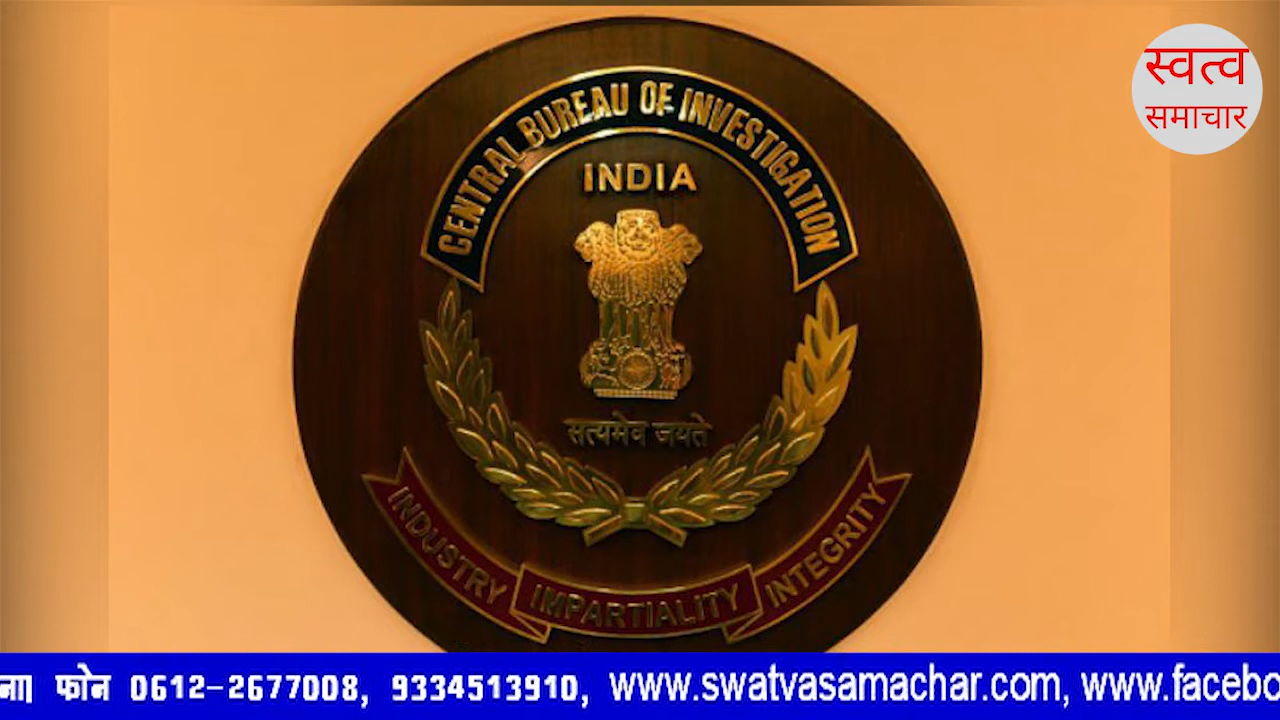 स्वत्व
समाचार
CENTRAL BUREAU OF INVESTIGATION
INDIA
सत्यमेव जयते
INDUSTRY IMPARTIALITY INTEGRITY
फोन 0612-2677008, 9334513910, www.swatvasamachar.com,